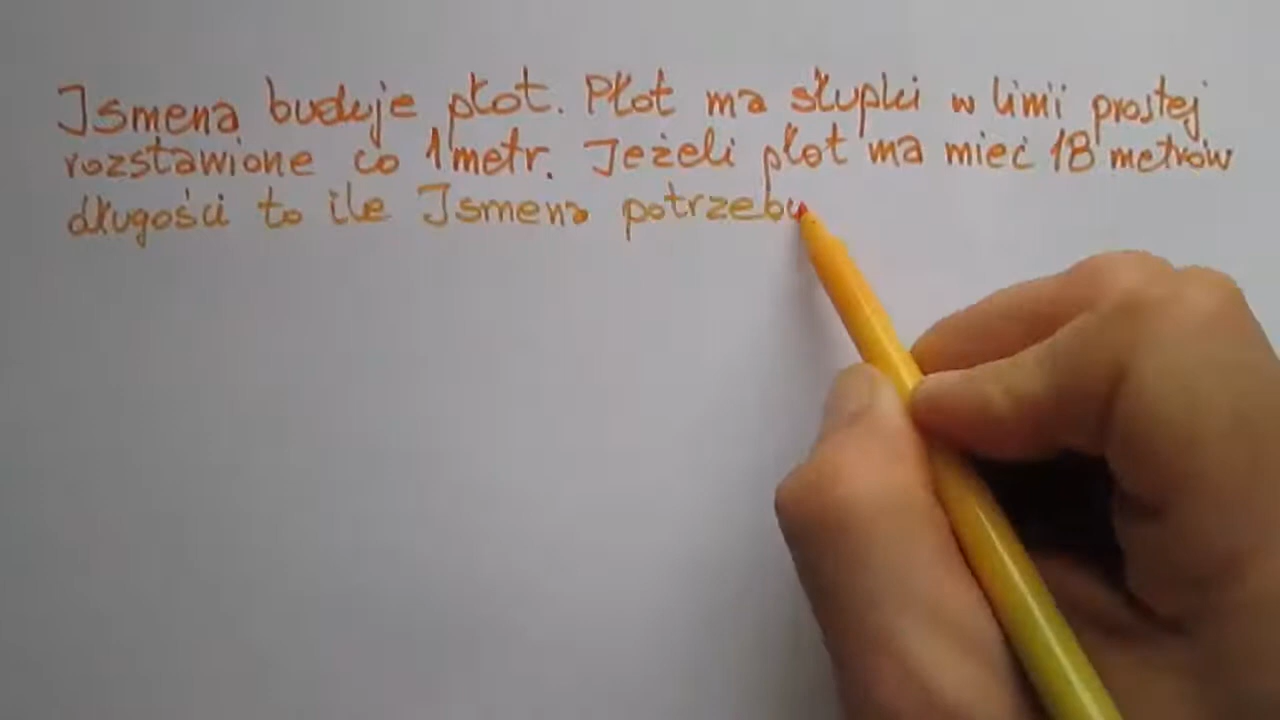 Ismena buduje płot. Płot ma słupki w linii prostej
rozstawione co 1 metr. Jeżeli płot ma mieć 18 metrów
długości to ile Ismena potrzebu